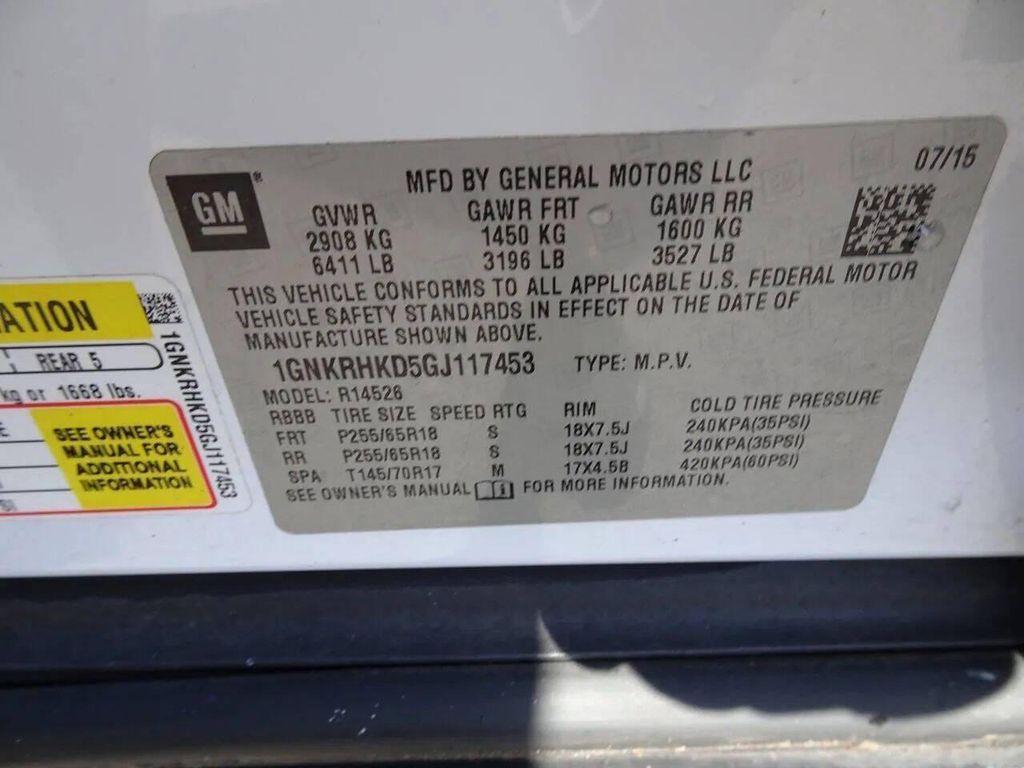 MFD BY GENERAL MOTORS LLC
07/15
GM®
GVWR GAWR FRT GAWR RR
2908 KG 1450 KG 1600 KG
6411 LB 3196 LB 3527 LB
THIS VEHICLE CONFORMS TO ALL APPLICABLE U.S. FEDERAL MOTOR
VEHICLE SAFETY STANDARDS IN EFFECT ON THE DATE OF
MANUFACTURE SHOWN ABOVE.
1GNKRHKD5GJ117453 TYPE: M.P.V.
MODEL: R14526
RBBB TIRE SIZE SPEED RTG RIM COLD TIRE PRESSURE
FRT P255/65R18 S 18X7.5J 240KPA(35PSI)
RR P255/65R18 S 18X7.5J 240KPA(35PSI)
SPA T145/70R17 M 17X4.5B 420KPA(60PSI)
SEE OWNER'S MANUAL FOR MORE INFORMATION.
ATION
REAR 5
kg or 1668 lbs.
SEE OWNER'S
MANUAL FOR
ADDITIONAL
INFORMATION
1GNKRHKD5GJ117453